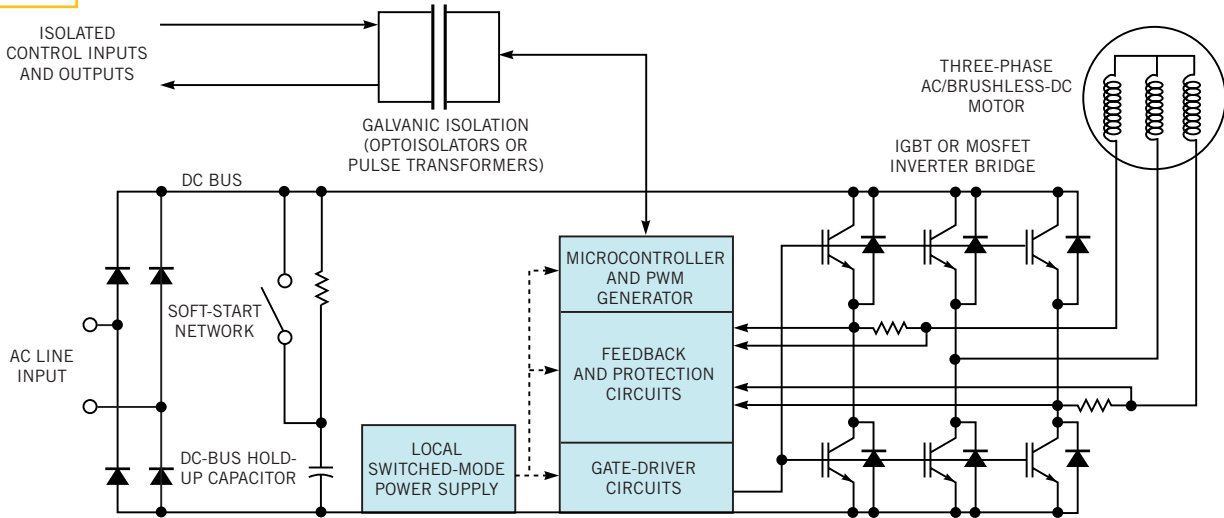 ISOLATED
CONTROL INPUTS
AND OUTPUTS
GALVANIC ISOLATION
(OPTOISOLATORS OR
PULSE TRANSFORMERS)
THREE-PHASE
AC/BRUSHLESS-DC
MOTOR
IGBT OR MOSFET
INVERTER BRIDGE
DC BUS
SOFT-START
NETWORK
AC LINE
INPUT
DC-BUS HOLD-
UP CAPACITOR
LOCAL
SWITCHED-MODE
POWER SUPPLY
MICROCONTROLLER
AND PWM
GENERATOR
FEEDBACK
AND PROTECTION
CIRCUITS
GATE-DRIVER
CIRCUITS